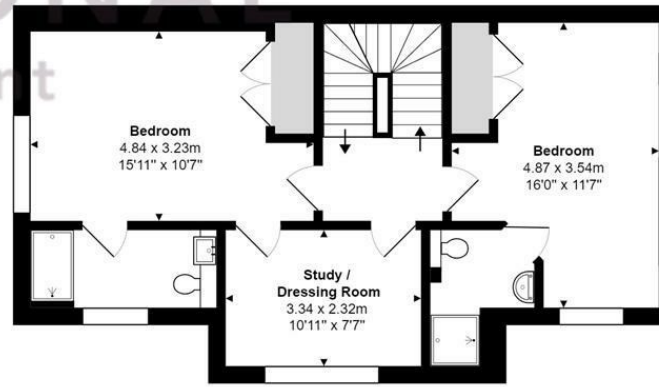 Bedroom
4.84 x 3.23m
15'11" x 10'7"
Bedroom
4.87 x 3.54m
16'0" x 11'7"
Study /
Dressing Room
3.34 x 2.32m
10'11" x 7'7"